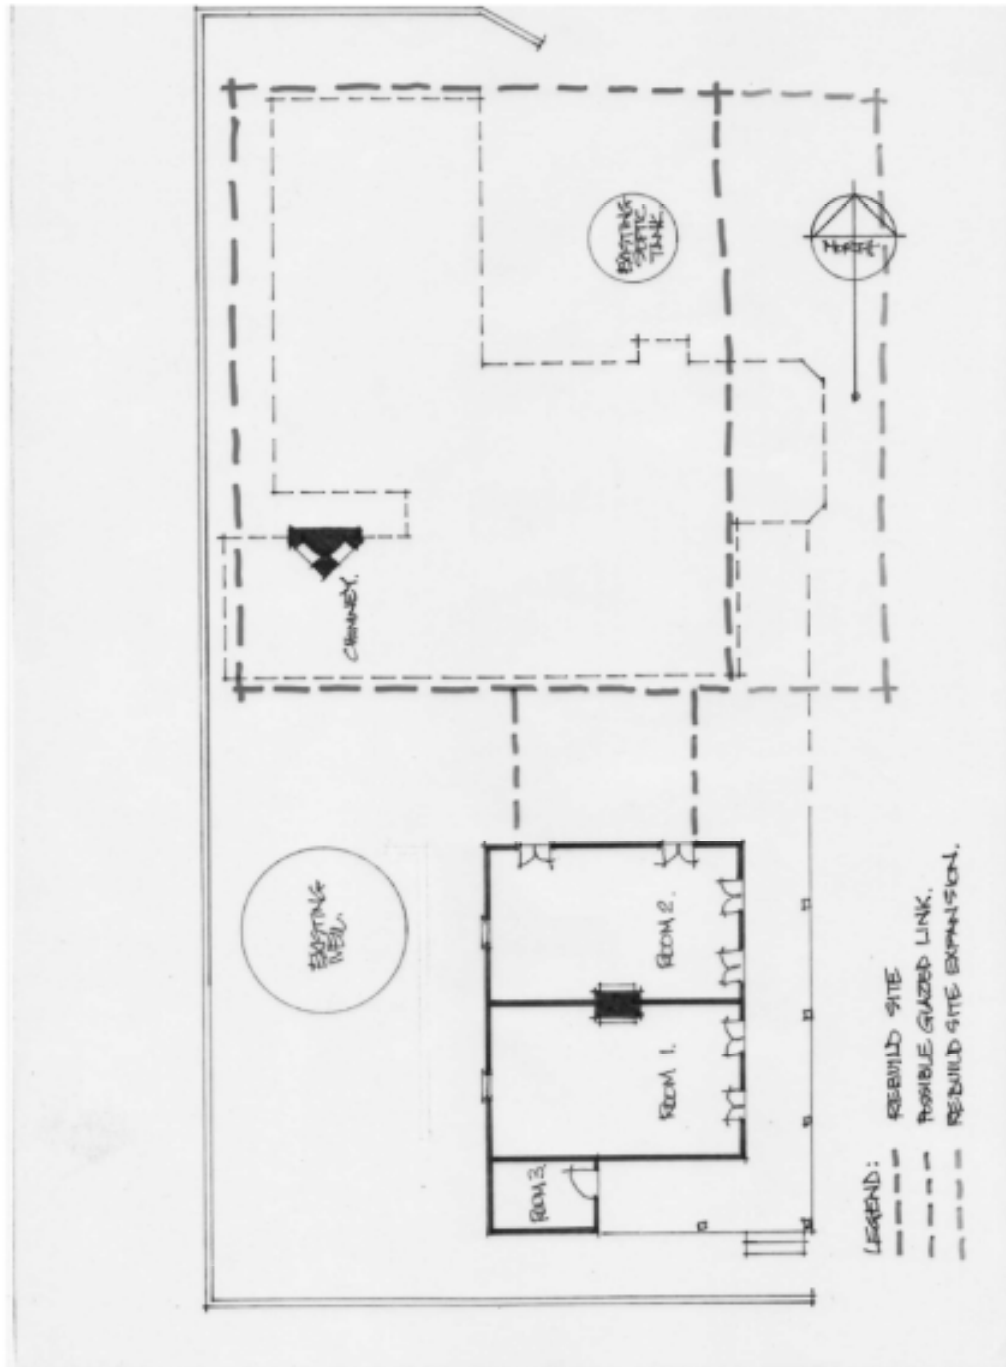 EXISTING
SEPTIC
TANK.
NORTH
CHIMNEY.
EXISTING
WELL.
ROOM 2.
ROOM 1.
ROOM 3.
LEGEND:
REBUILD SITE
POSSIBLE GLAZED LINK.
REBUILD SITE EXPANSION.